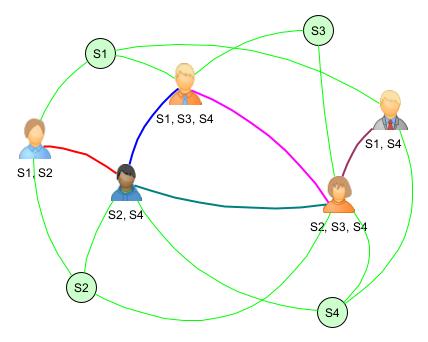 S3
S1
S1, S3, S4
S1, S4
S1, S2
S2, S4
S2, S3, S4
S2
S4